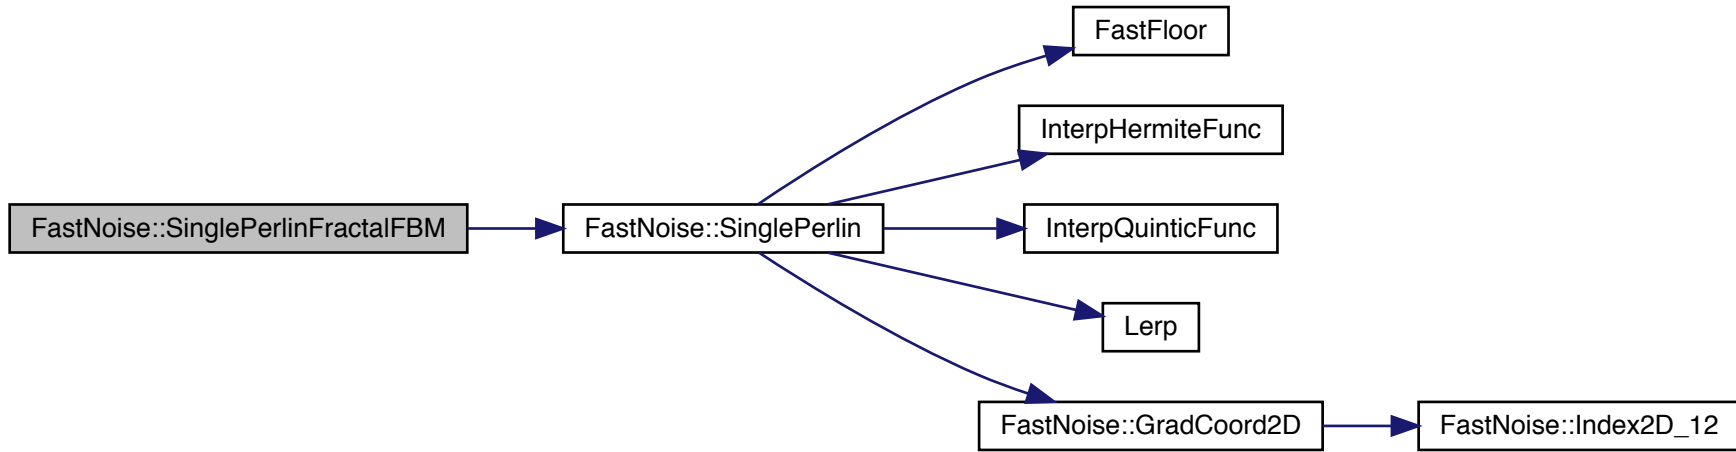 FastFloor
InterpHermiteFunc
FastNoise::SinglePerlinFractalFBM
FastNoise::SinglePerlin
InterpQuinticFunc
Lerp
FastNoise::GradCoord2D
FastNoise::Index2D_12